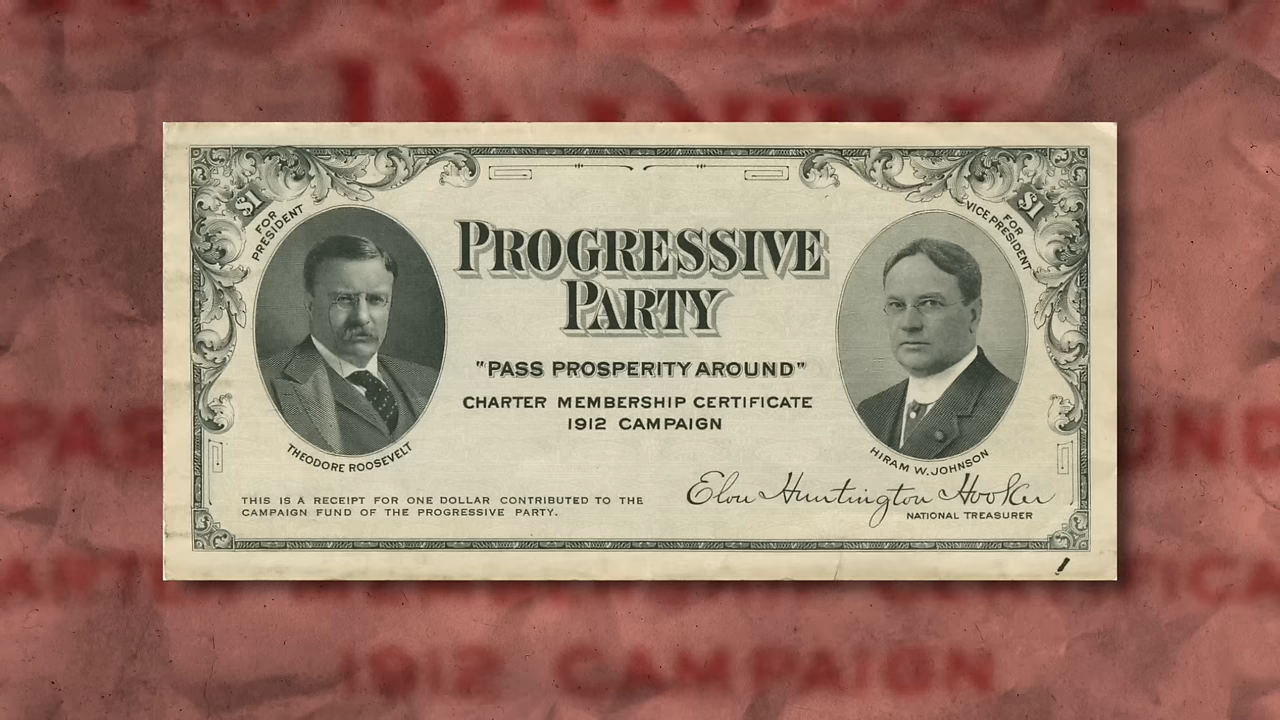 $1
FOR
PRESIDENT
$1
FOR
VICE PRESIDENT
PROGRESSIVE
PARTY
"PASS PROSPERITY AROUND"
CHARTER MEMBERSHIP CERTIFICATE
1912 CAMPAIGN
THEODORE ROOSEVELT
HIRAM W. JOHNSON
THIS IS A RECEIPT FOR ONE DOLLAR CONTRIBUTED TO THE
CAMPAIGN FUND OF THE PROGRESSIVE PARTY.
Elon Huntington Hooker
NATIONAL TREASURER
1912 CAMPAIGN